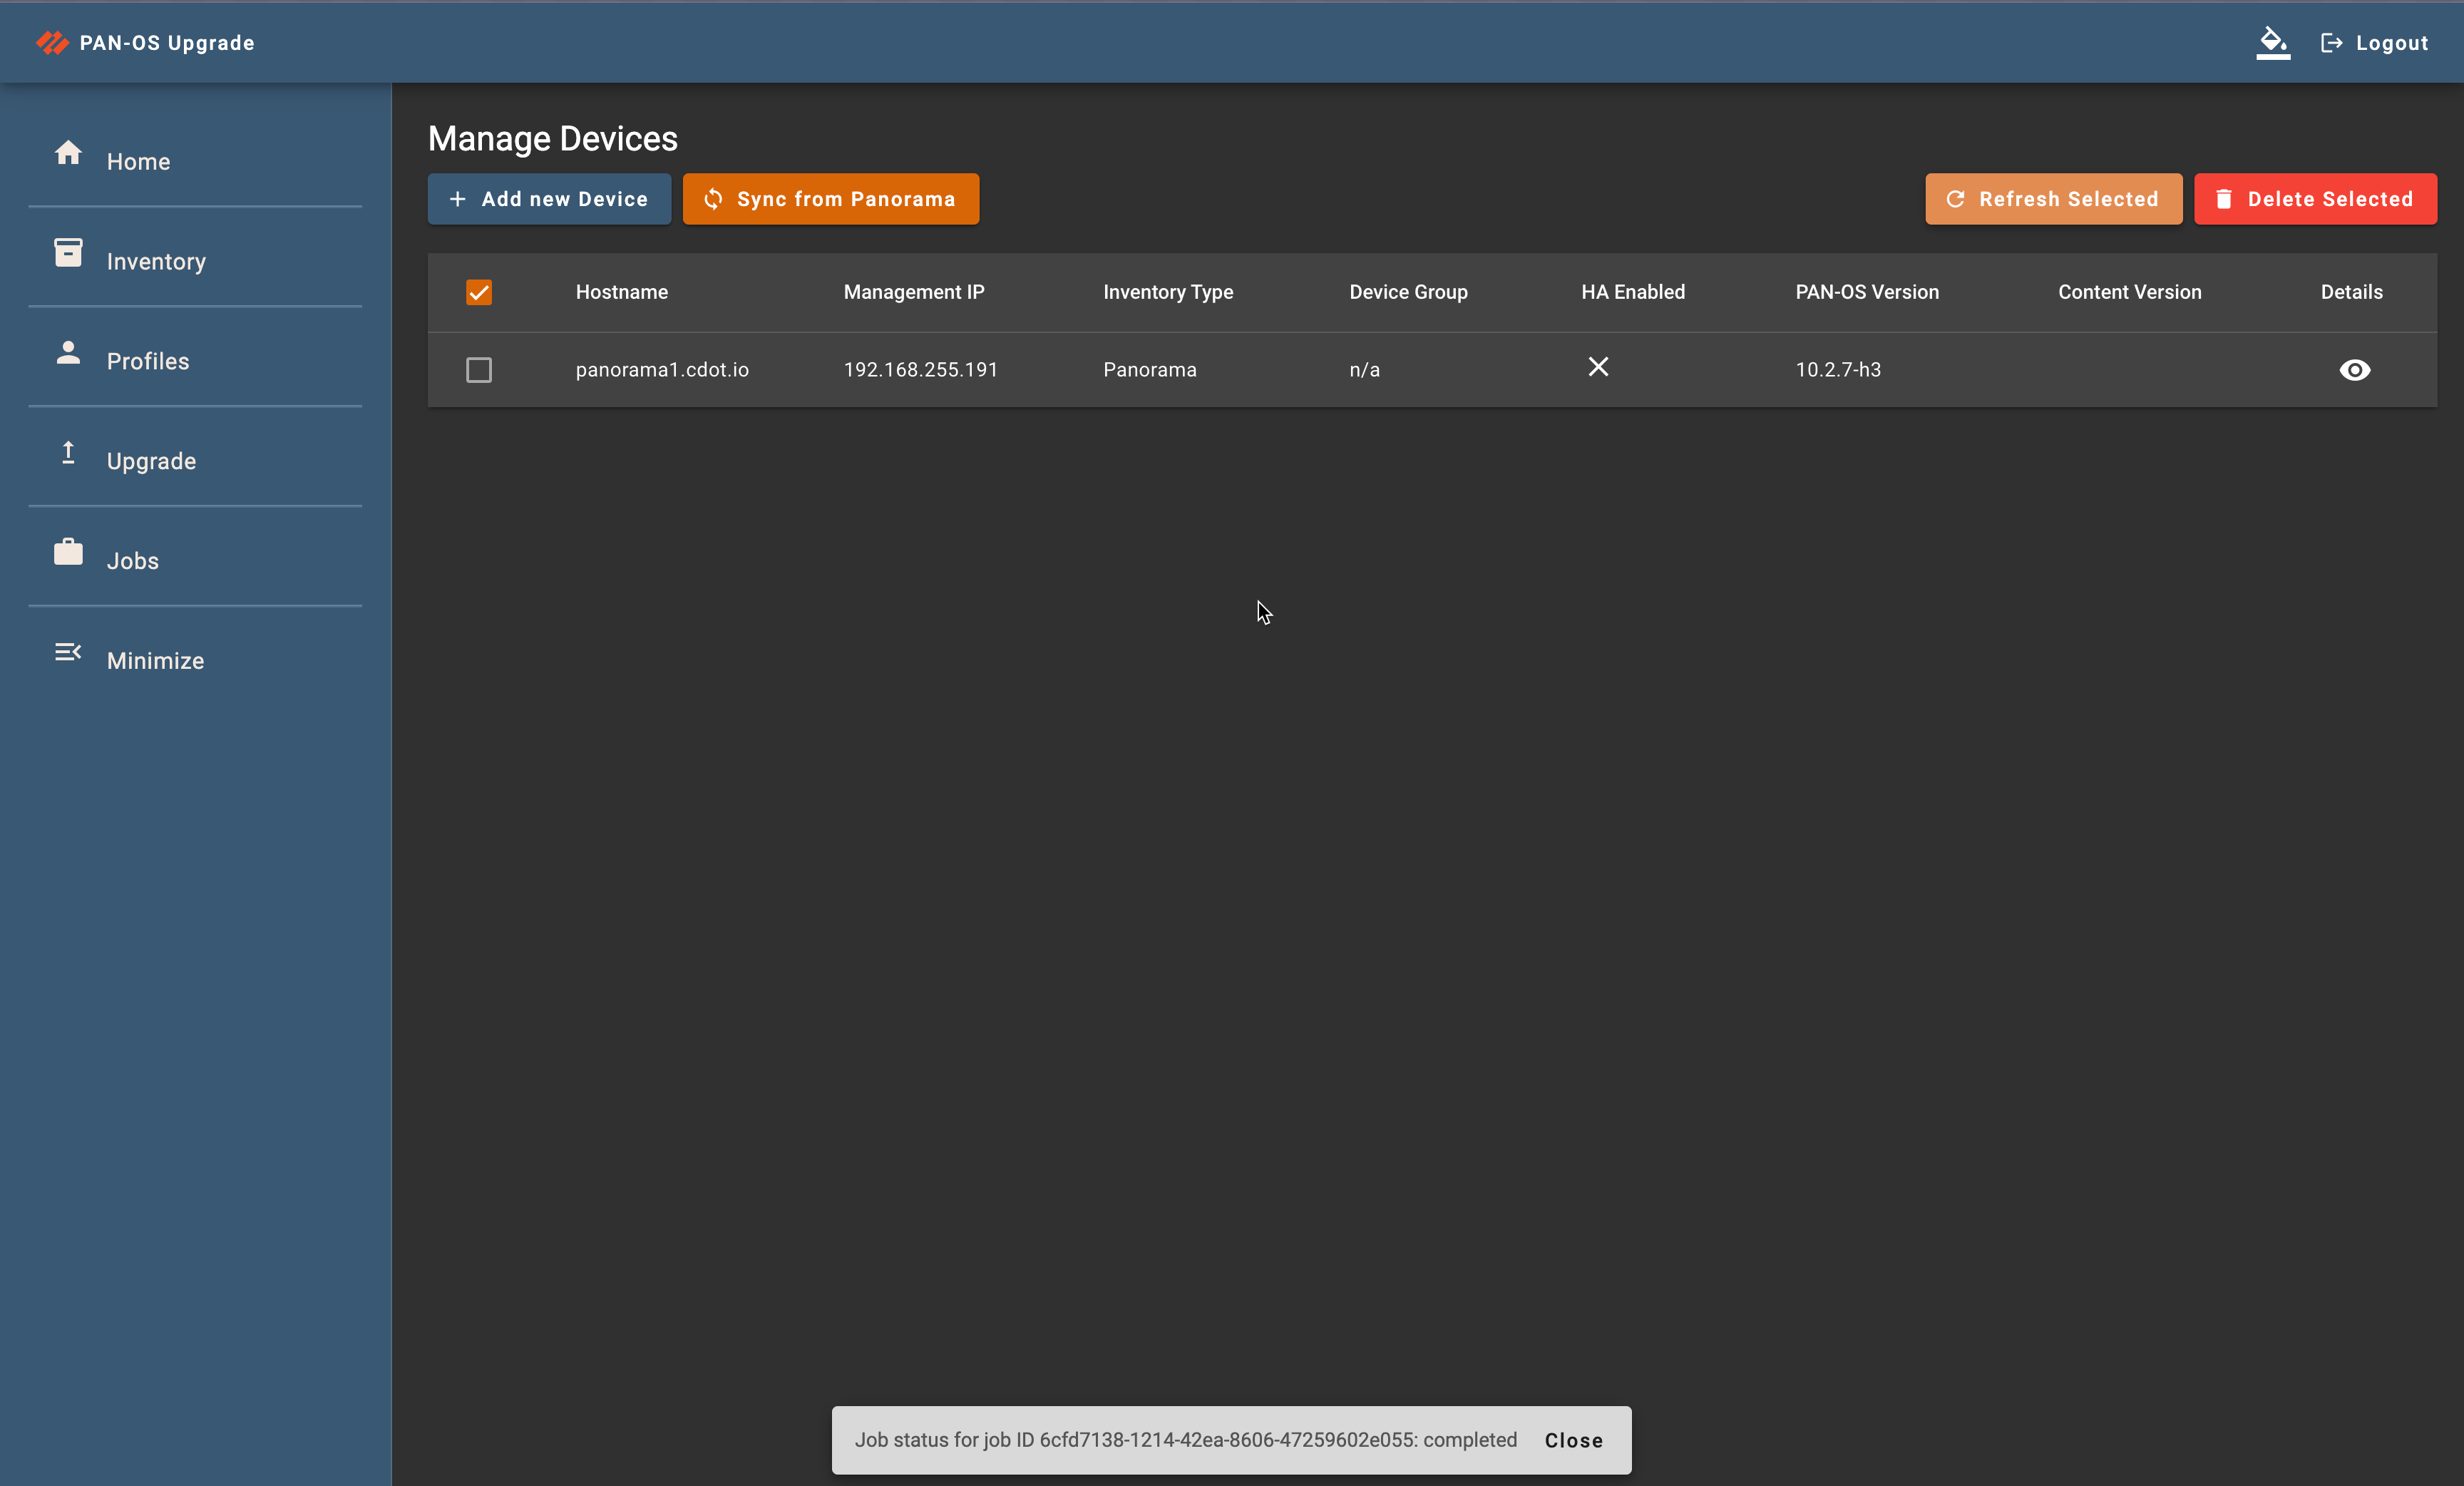 PAN-OS Upgrade
Logout
Home
Inventory
Profiles
Upgrade
Jobs
Minimize
Manage Devices
Add new Device
Sync from Panorama
Refresh Selected
Delete Selected
Hostname Management IP Inventory Type Device Group HA Enabled PAN-OS Version Content Version Details
panorama1.cdot.io 192.168.255.191 Panorama n/a 10.2.7-h3
Job status for job ID 6cfd7138-1214-42ea-8606-47259602e055: completed Close